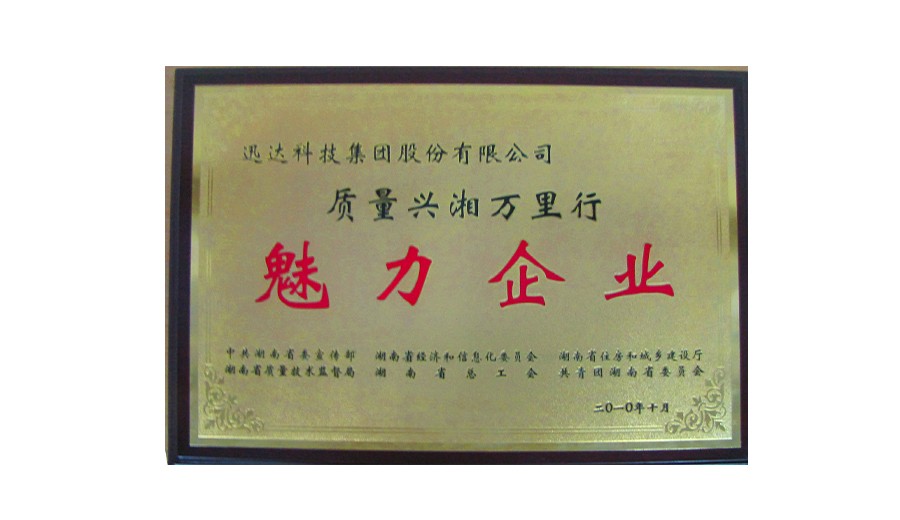 迅达科技集团股份有限公司
质量兴湘万里行
魅力企业
中共湖南省委宣传部 湖南省经济和信息化委员会 湖南省住房和城乡建设厅
湖南省质量技术监督局 湖南省总工会 共青团湖南省委员会
二〇一〇年十月